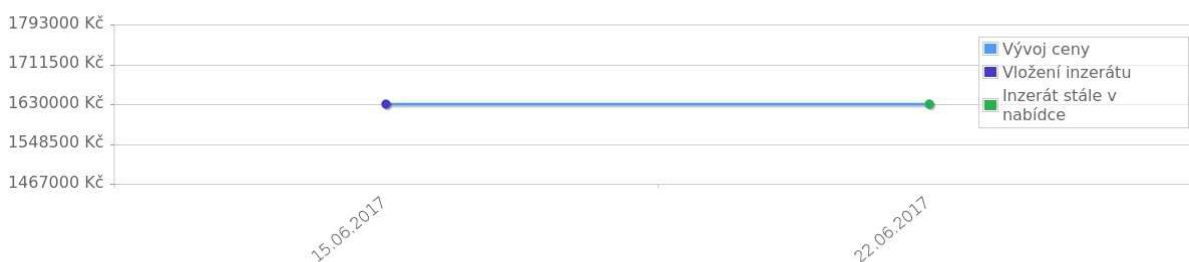 1793000 Kč
1711500 Kč
1630000 Kč
1548500 Kč
1467000 Kč
Vývoj ceny
Vložení inzerátu
Inzerát stále v
nabídce
15.06.2017
22.06.2017